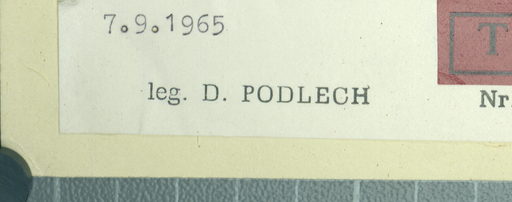 7.9.1965
T
leg. D. PODLECH
Nr.